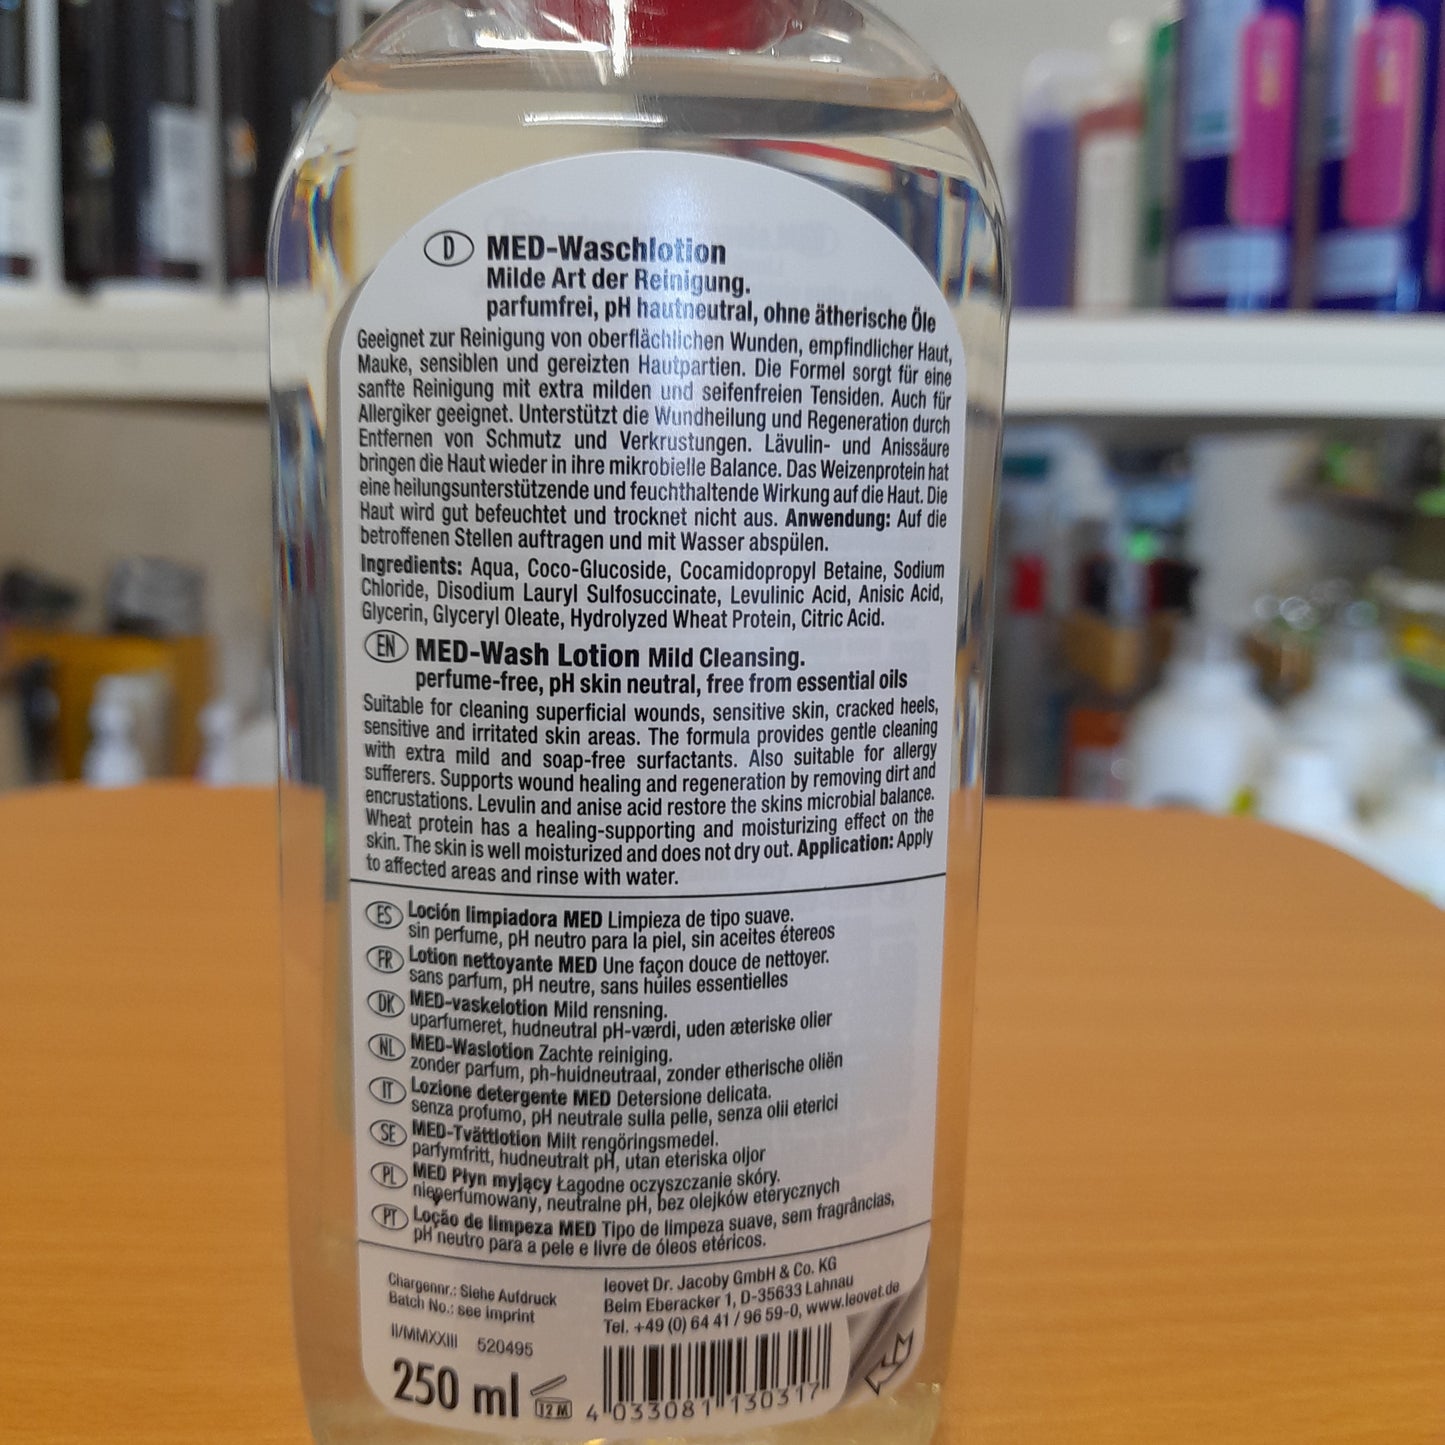 D MED-Waschlotion
Milde Art der Reinigung.
parfumfrei, pH hautneutral, ohne ätherische Öle
Geeignet zur Reinigung von oberflächlichen Wunden, empfindlicher Haut,
Mauke, sensiblen und gereizten Hautpartien. Die Formel sorgt für eine
sanfte Reinigung mit extra milden und seifenfreien Tensiden. Auch für
Allergiker geeignet. Unterstützt die Wundheilung und Regeneration durch
Entfernen von Schmutz und Verkrustungen. Lävulin- und Anissäure
bringen die Haut wieder in ihre mikrobielle Balance. Das Weizenprotein hat
eine heilungsunterstützende und feuchthaltende Wirkung auf die Haut. Die
Haut wird gut befeuchtet und trocknet nicht aus. Anwendung: Auf die
betroffenen Stellen auftragen und mit Wasser abspülen.
Ingredients: Aqua, Coco-Glucoside, Cocamidopropyl Betaine, Sodium
Chloride, Disodium Lauryl Sulfosuccinate, Levulinic Acid, Anisic Acid,
Glycerin, Glyceryl Oleate, Hydrolyzed Wheat Protein, Citric Acid.
EN MED-Wash Lotion Mild Cleansing.
perfume-free, pH skin neutral, free from essential oils
Suitable for cleaning superficial wounds, sensitive skin, cracked heels,
sensitive and irritated skin areas. The formula provides gentle cleaning
with extra mild and soap-free surfactants. Also suitable for allergy
sufferers. Supports wound healing and regeneration by removing dirt and
encrustations. Levulin and anise acid restore the skins microbial balance.
Wheat protein has a healing-supporting and moisturizing effect on the
skin. The skin is well moisturized and does not dry out. Application: Apply
to affected areas and rinse with water.
ES Loción limpiadora MED Limpieza de tipo suave.
sin perfume, pH neutro para la piel, sin aceites étereos
FR Lotion nettoyante MED Une façon douce de nettoyer.
sans parfum, pH neutre, sans huiles essentielles
DK MED-vaskelotion Mild rensning.
uparfumeret, hudneutral pH-værdi, uden æteriske olier
NL MED-Waslotion Zachte reiniging.
zonder parfum, ph-huidneutraal, zonder etherische oliën
IT Lozione detergente MED Detersione delicata.
senza profumo, pH neutrale sulla pelle, senza olii eterici
SE MED-Tvättlotion Milt rengöringsmedel.
parfymfritt, hudneutralt pH, utan eteriska oljor
PL MED Płyn myjący Łagodne oczyszczanie skóry.
nieperfumowany, neutralne pH, bez olejków eterycznych
PT Loção de limpeza MED Tipo de limpeza suave, sem fragrâncias,
pH neutro para a pele e livre de óleos etéricos.
Chargennr.: Siehe Aufdruck
Batch No.: see imprint
II/MMXXIII 520495
leovet Dr. Jacoby GmbH & Co. KG
Beim Eberacker 1, D-35633 Lahnau
Tel. +49 (0) 64 41 / 96 59-0, www.leovet.de
250 ml 12 M
4 033081 130317